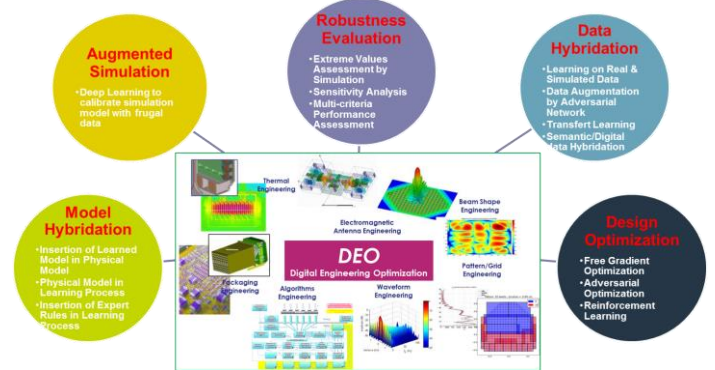 Augmented
Simulation
•Deep Learning to
calibrate simulation
model with frugal
data
Robustness
Evaluation
•Extreme Values
Assessment by
Simulation
•Sensitivity Analysis
•Multi-criteria
Performance
Assessment
Data
Hybridation
•Learning on Real &
Simulated Data
•Data Augmentation
by Adversarial
Network
•Transfert Learning
•Semantic/Digital
data Hybridation
Model
Hybridation
•Insertion of Learned
Model in Physical
Model
•Physical Model in
Learning Process
•Insertion of Expert
Rules in Learning
Process
Thermal
Engineering
Electromagnetic
Antenna Engineering
Beam Shape
Engineering
DEO
Digital Engineering Optimization
Packaging
Engineering
Algorithms
Engineering
Waveform
Engineering
Pattern/Grid Engineering
Design
Optimization
•Free Gradient
Optimization
•Adversarial
Optimization
•Reinforcement
Learning